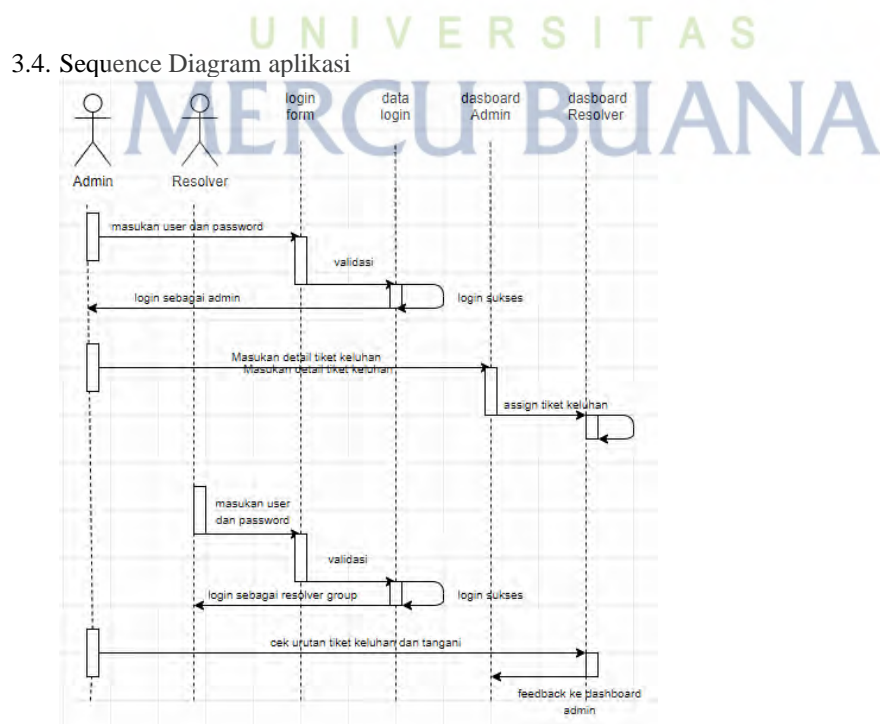 UNIVERSITAS
MERCU BUANA
3.4. Sequence Diagram aplikasi
Admin
Resolver
login
form
data
login
dasboard
Admin
dasboard
Resolver
masukan user dan password
validasi
login sebagai admin
login sukses
Masukan detail tiket keluhan
Masukan detail tiket keluhan
assign tiket keluhan
masukan user
dan password
validasi
login sebagai resolver group
login sukses
cek urutan tiket keluhan dan tangani
feedback ke dashboard
admin